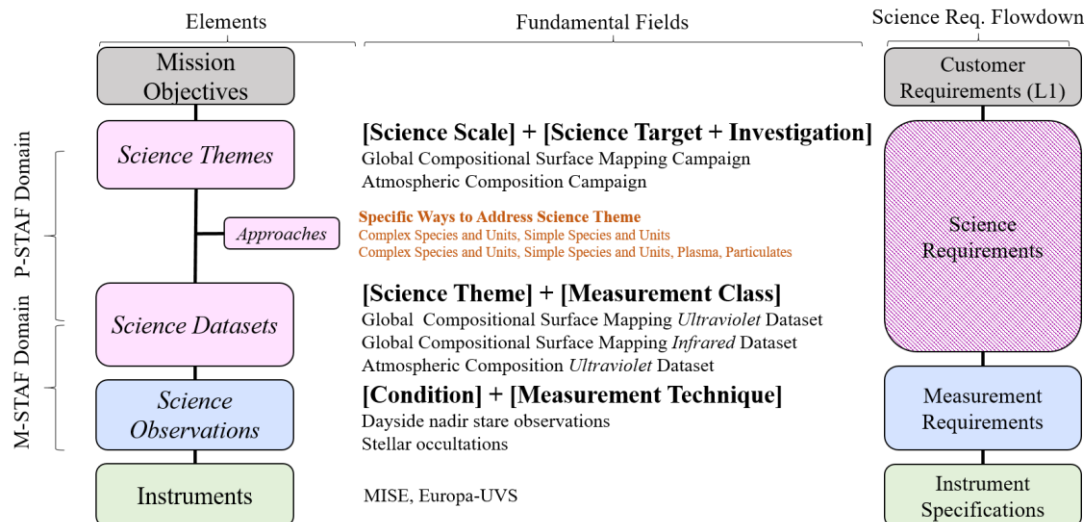 Elements
Fundamental Fields
Science Req. Flowdown
Mission
Objectives
Customer
Requirements (L1)
P-STAF Domain
Science Themes
[Science Scale] + [Science Target + Investigation]
Global Compositional Surface Mapping Campaign
Atmospheric Composition Campaign
Approaches
Specific Ways to Address Science Theme
Complex Species and Units, Simple Species and Units
Complex Species and Units, Simple Species and Units, Plasma, Particulates
Science
Requirements
M-STAF Domain
Science Datasets
[Science Theme] + [Measurement Class]
Global  Compositional Surface Mapping Ultraviolet Dataset
Global Compositional Surface Mapping Infrared Dataset
Atmospheric Composition Ultraviolet Dataset
Science
Observations
[Condition] + [Measurement Technique]
Dayside nadir stare observations
Stellar occultations
Measurement
Requirements
Instruments
MISE, Europa-UVS
Instrument
Specifications